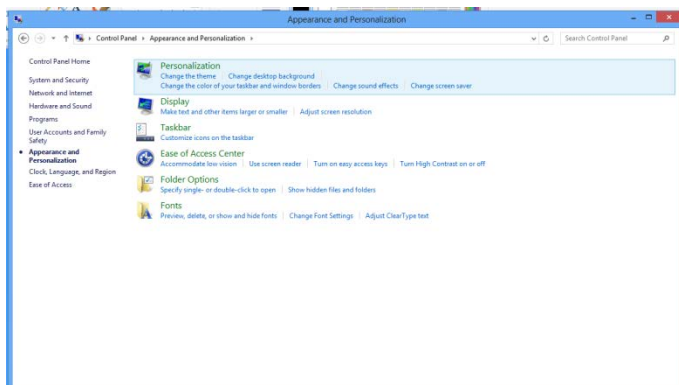 Appearance and Personalization
Control Panel Appearance and Personalization
Search Control Panel
Control Panel Home
System and Security
Network and Internet
Hardware and Sound
Programs
User Accounts and Family
Safety
Appearance and
Personalization
Clock, Language, and Region
Ease of Access
Personalization
Change the theme Change desktop background
Change the color of your taskbar and window borders Change sound effects Change screen saver
Display
Make text and other items larger or smaller Adjust screen resolution
Taskbar
Customize icons on the taskbar
Ease of Access Center
Accommodate low vision Use screen reader Turn on easy access keys Turn High Contrast on or off
Folder Options
Specify single- or double-click to open Show hidden files and folders
Fonts
Preview, delete, or show and hide fonts Change Font Settings Adjust ClearType text